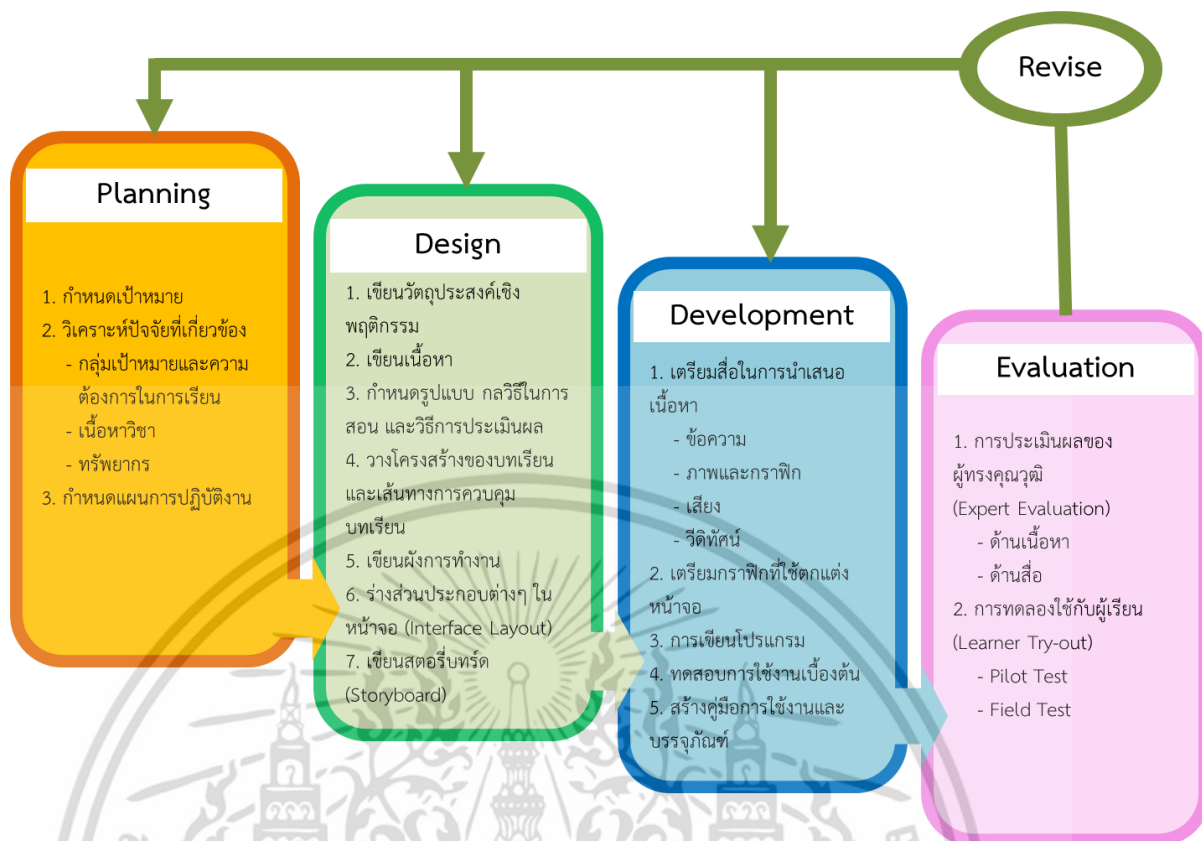 Revise
Planning
1. กำหนดเป้าหมาย
2. วิเคราะห์ปัจจัยที่เกี่ยวข้อง
- กลุ่มเป้าหมายและความ
ต้องการในการเรียน
- เนื้อหาวิชา
- ทรัพยากร
3. กำหนดแผนการปฏิบัติงาน
Design
1. เขียนวัตถุประสงค์เชิง
พฤติกรรม
2. เขียนเนื้อหา
3. กำหนดรูปแบบ กลวิธีในการ
สอน และวิธีการประเมินผล
4. วางโครงสร้างของบทเรียน
และเส้นทางการควบคุม
บทเรียน
5. เขียนผังการทำงาน
6. ร่างส่วนประกอบต่างๆ ใน
หน้าจอ (Interface Layout)
7. เขียนสตอรี่บทร์ด
(Storyboard)
Development
1. เตรียมสื่อในการนำเสนอ
เนื้อหา
- ข้อความ
- ภาพและกราฟิก
- เสียง
- วีดิทัศน์
2. เตรียมกราฟิกที่ใช้ตกแต่ง
หน้าจอ
3. การเขียนโปรแกรม
4. ทดสอบการใช้งานเบื้องต้น
5. สร้างคู่มือการใช้งานและ
บรรจุภัณฑ์
Evaluation
1. การประเมินผลของ
ผู้ทรงคุณวุฒิ
(Expert Evaluation)
- ด้านเนื้อหา
- ด้านสื่อ
2. การทดลองใช้กับผู้เรียน
(Learner Try-out)
- Pilot Test
- Field Test